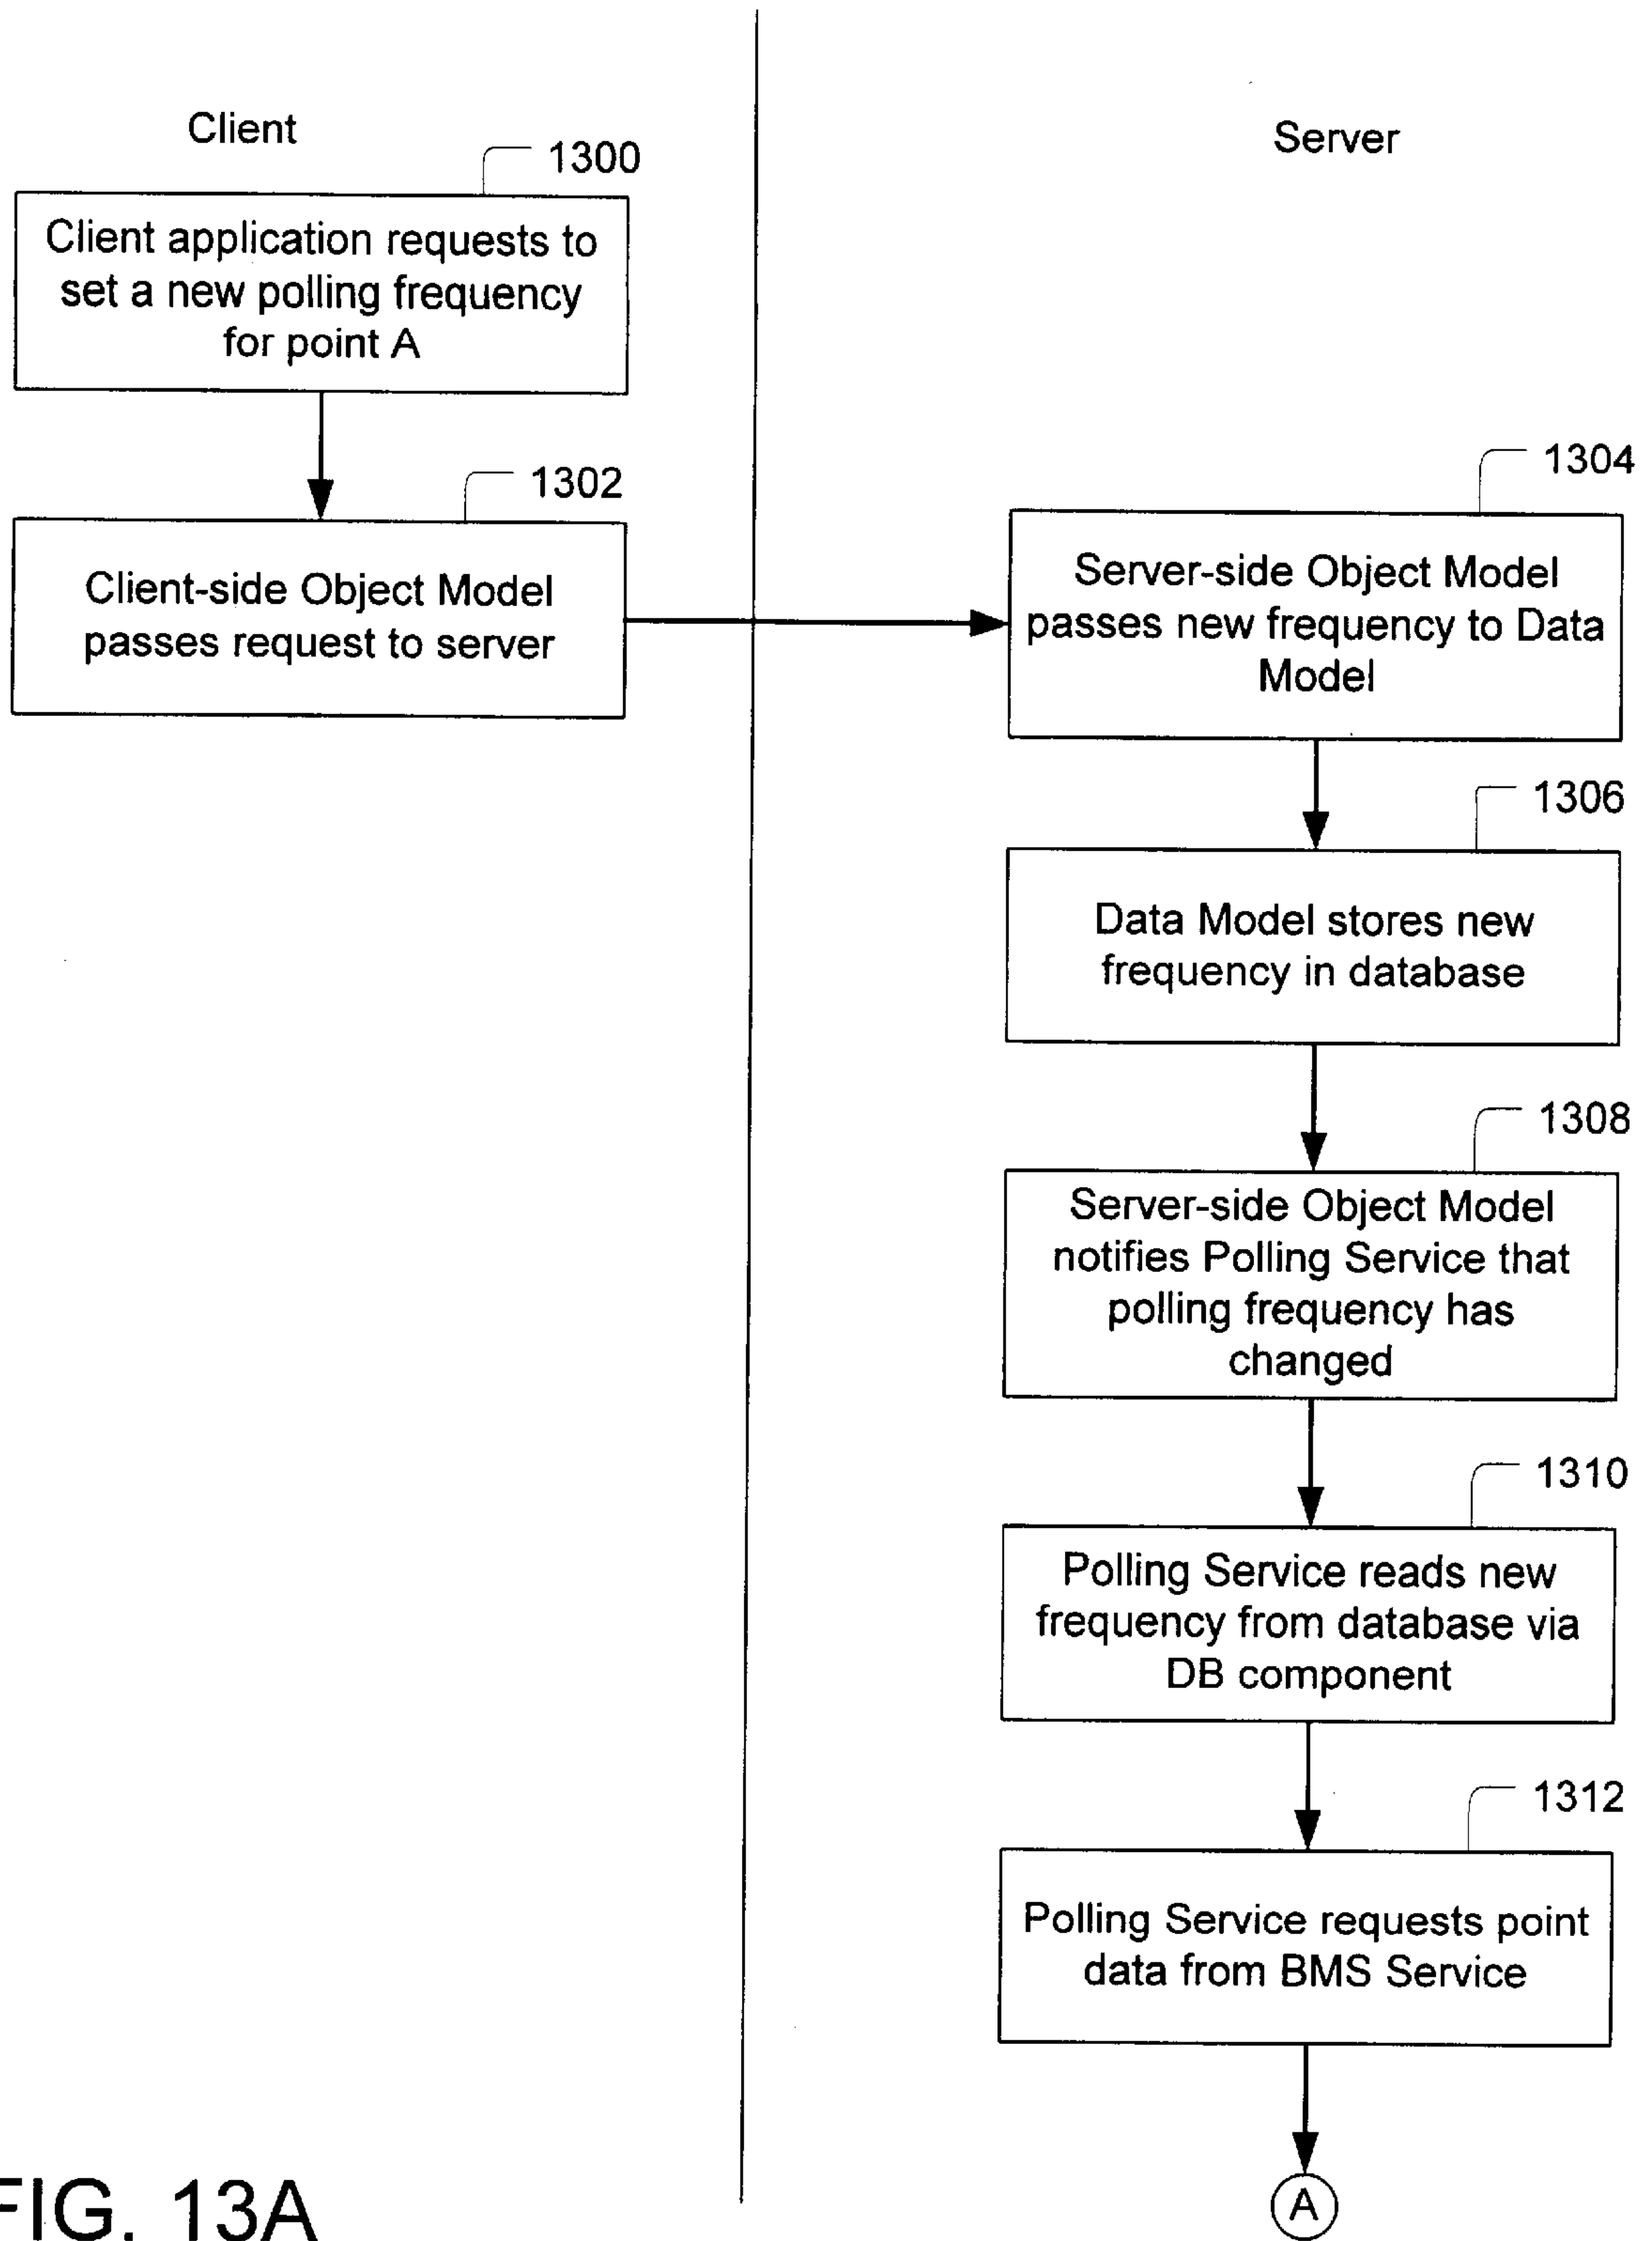 Client
1300
Client application requests to
set a new polling frequency
for point A
1302
Client-side Object Model
passes request to server
Server
1304
Server-side Object Model
passes new frequency to Data
Model
1306
Data Model stores new
frequency in database
1308
Server-side Object Model
notifies Polling Service that
polling frequency has
changed
1310
Polling Service reads new
frequency from database via
DB component
1312
Polling Service requests point
data from BMS Service
A
FIG. 13A